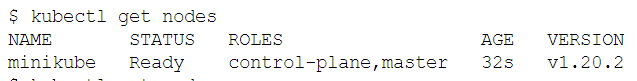 $ kubectl get nodes
NAME       STATUS   ROLES                  AGE   VERSION
minikube   Ready    control-plane,master   32s   v1.20.2